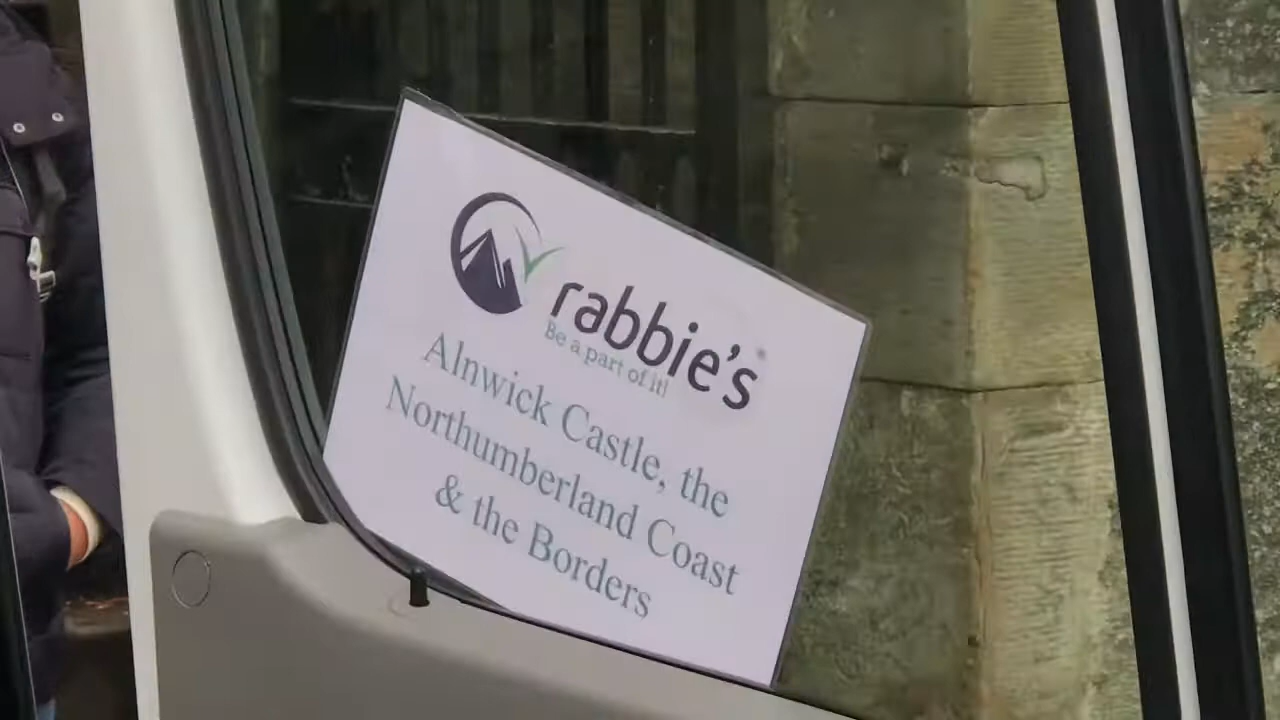 rabbie's
Be a part of it!
Alnwick Castle, the
Northumberland Coast
& the Borders